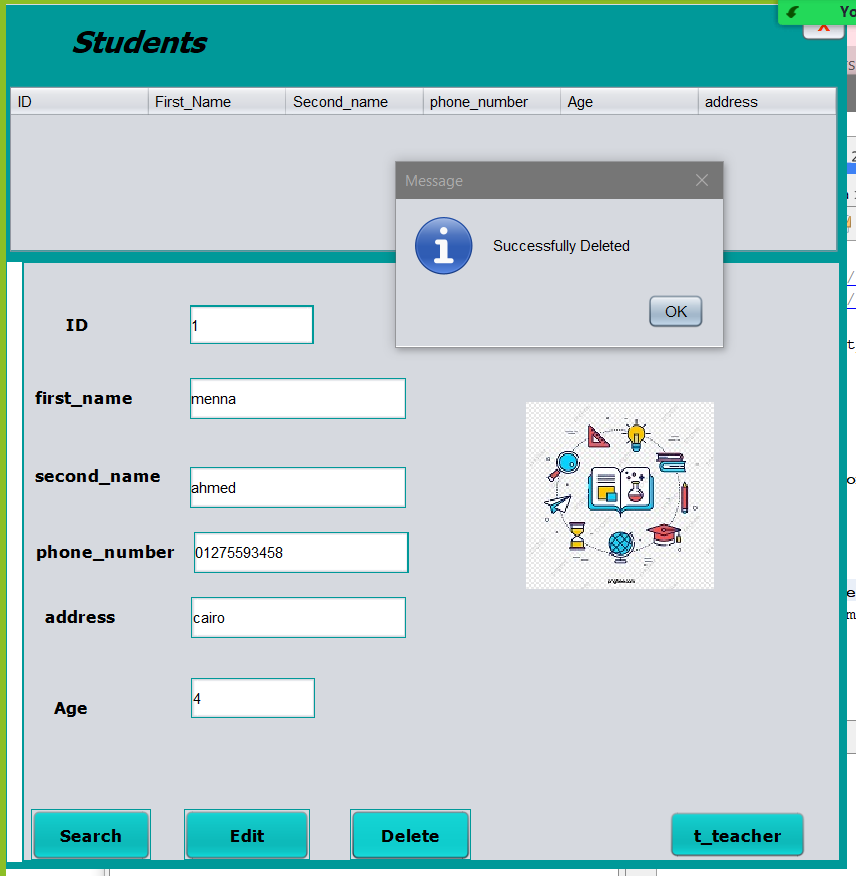 Yo
Students
X
ID First_Name Second_name phone_number Age address
Message
Successfully Deleted
OK
ID 1
first_name menna
second_name ahmed
phone_number 01275593458
address cairo
Age 4
Search Edit Delete t_teacher